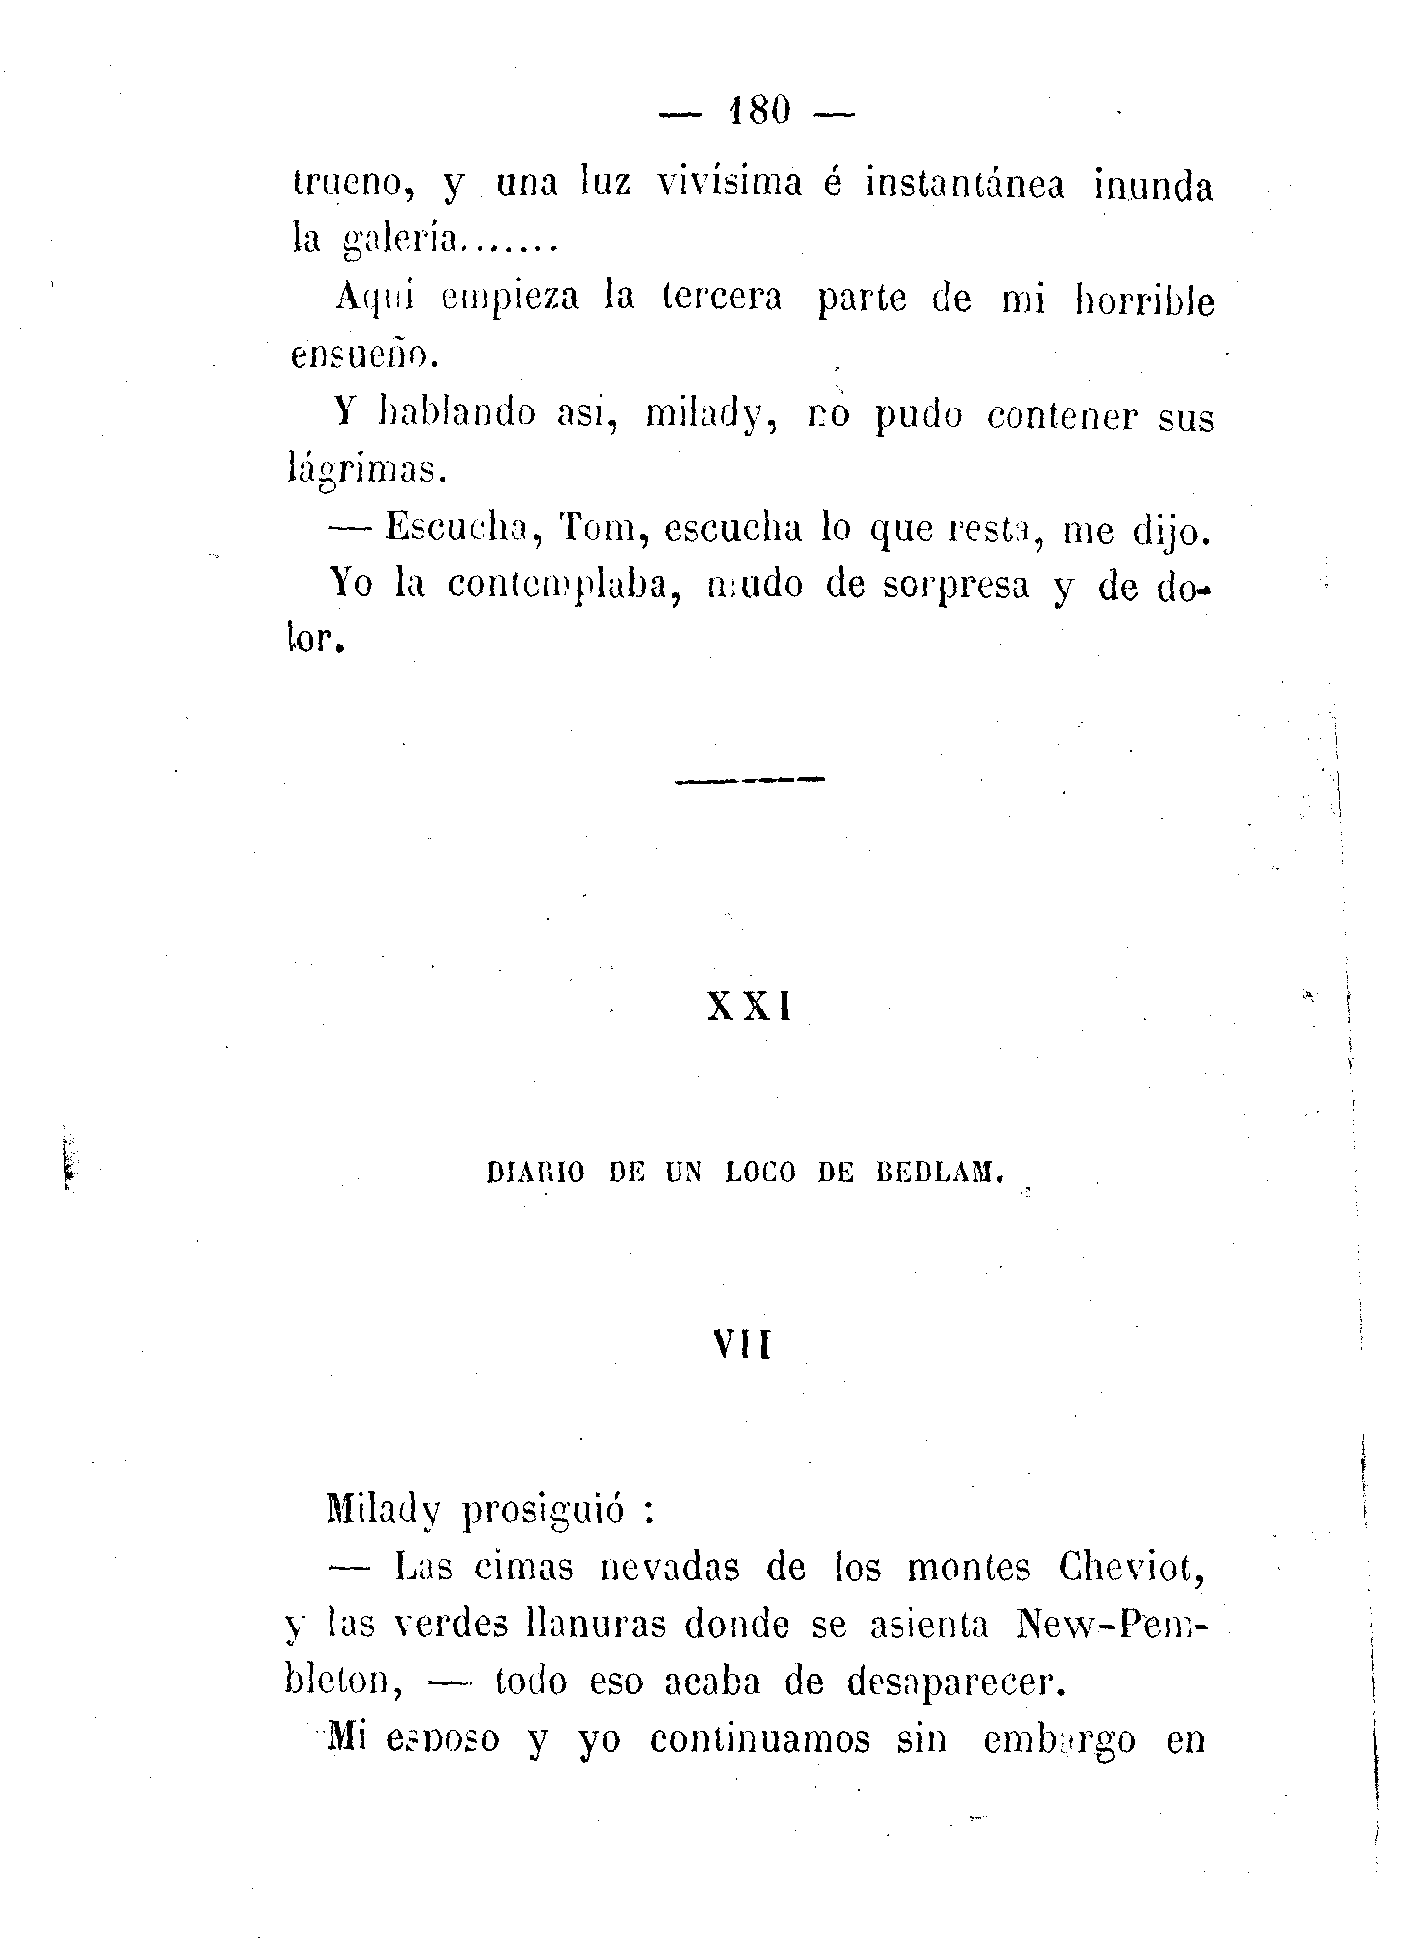 — 180 —
trueno, y una luz vivísima é instantánea inunda
la galería.......
Aqui empieza la tercera parte de mi horrible
ensueño.
Y hablando asi, milady, no pudo contener sus
lágrimas.
— Escucha, Tom, escucha lo que resta, me dijo.
Yo la contemplaba, mudo de sorpresa y de do-
lor.
XXI
DIARIO DE UN LOCO DE BEDLAM.
VII
Milady prosiguió :
— Las cimas nevadas de los montes Cheviot,
y las verdes llanuras donde se asienta New-Pem-
bleton, — todo eso acaba de desaparecer.
Mi esposo y yo continuamos sin embargo en